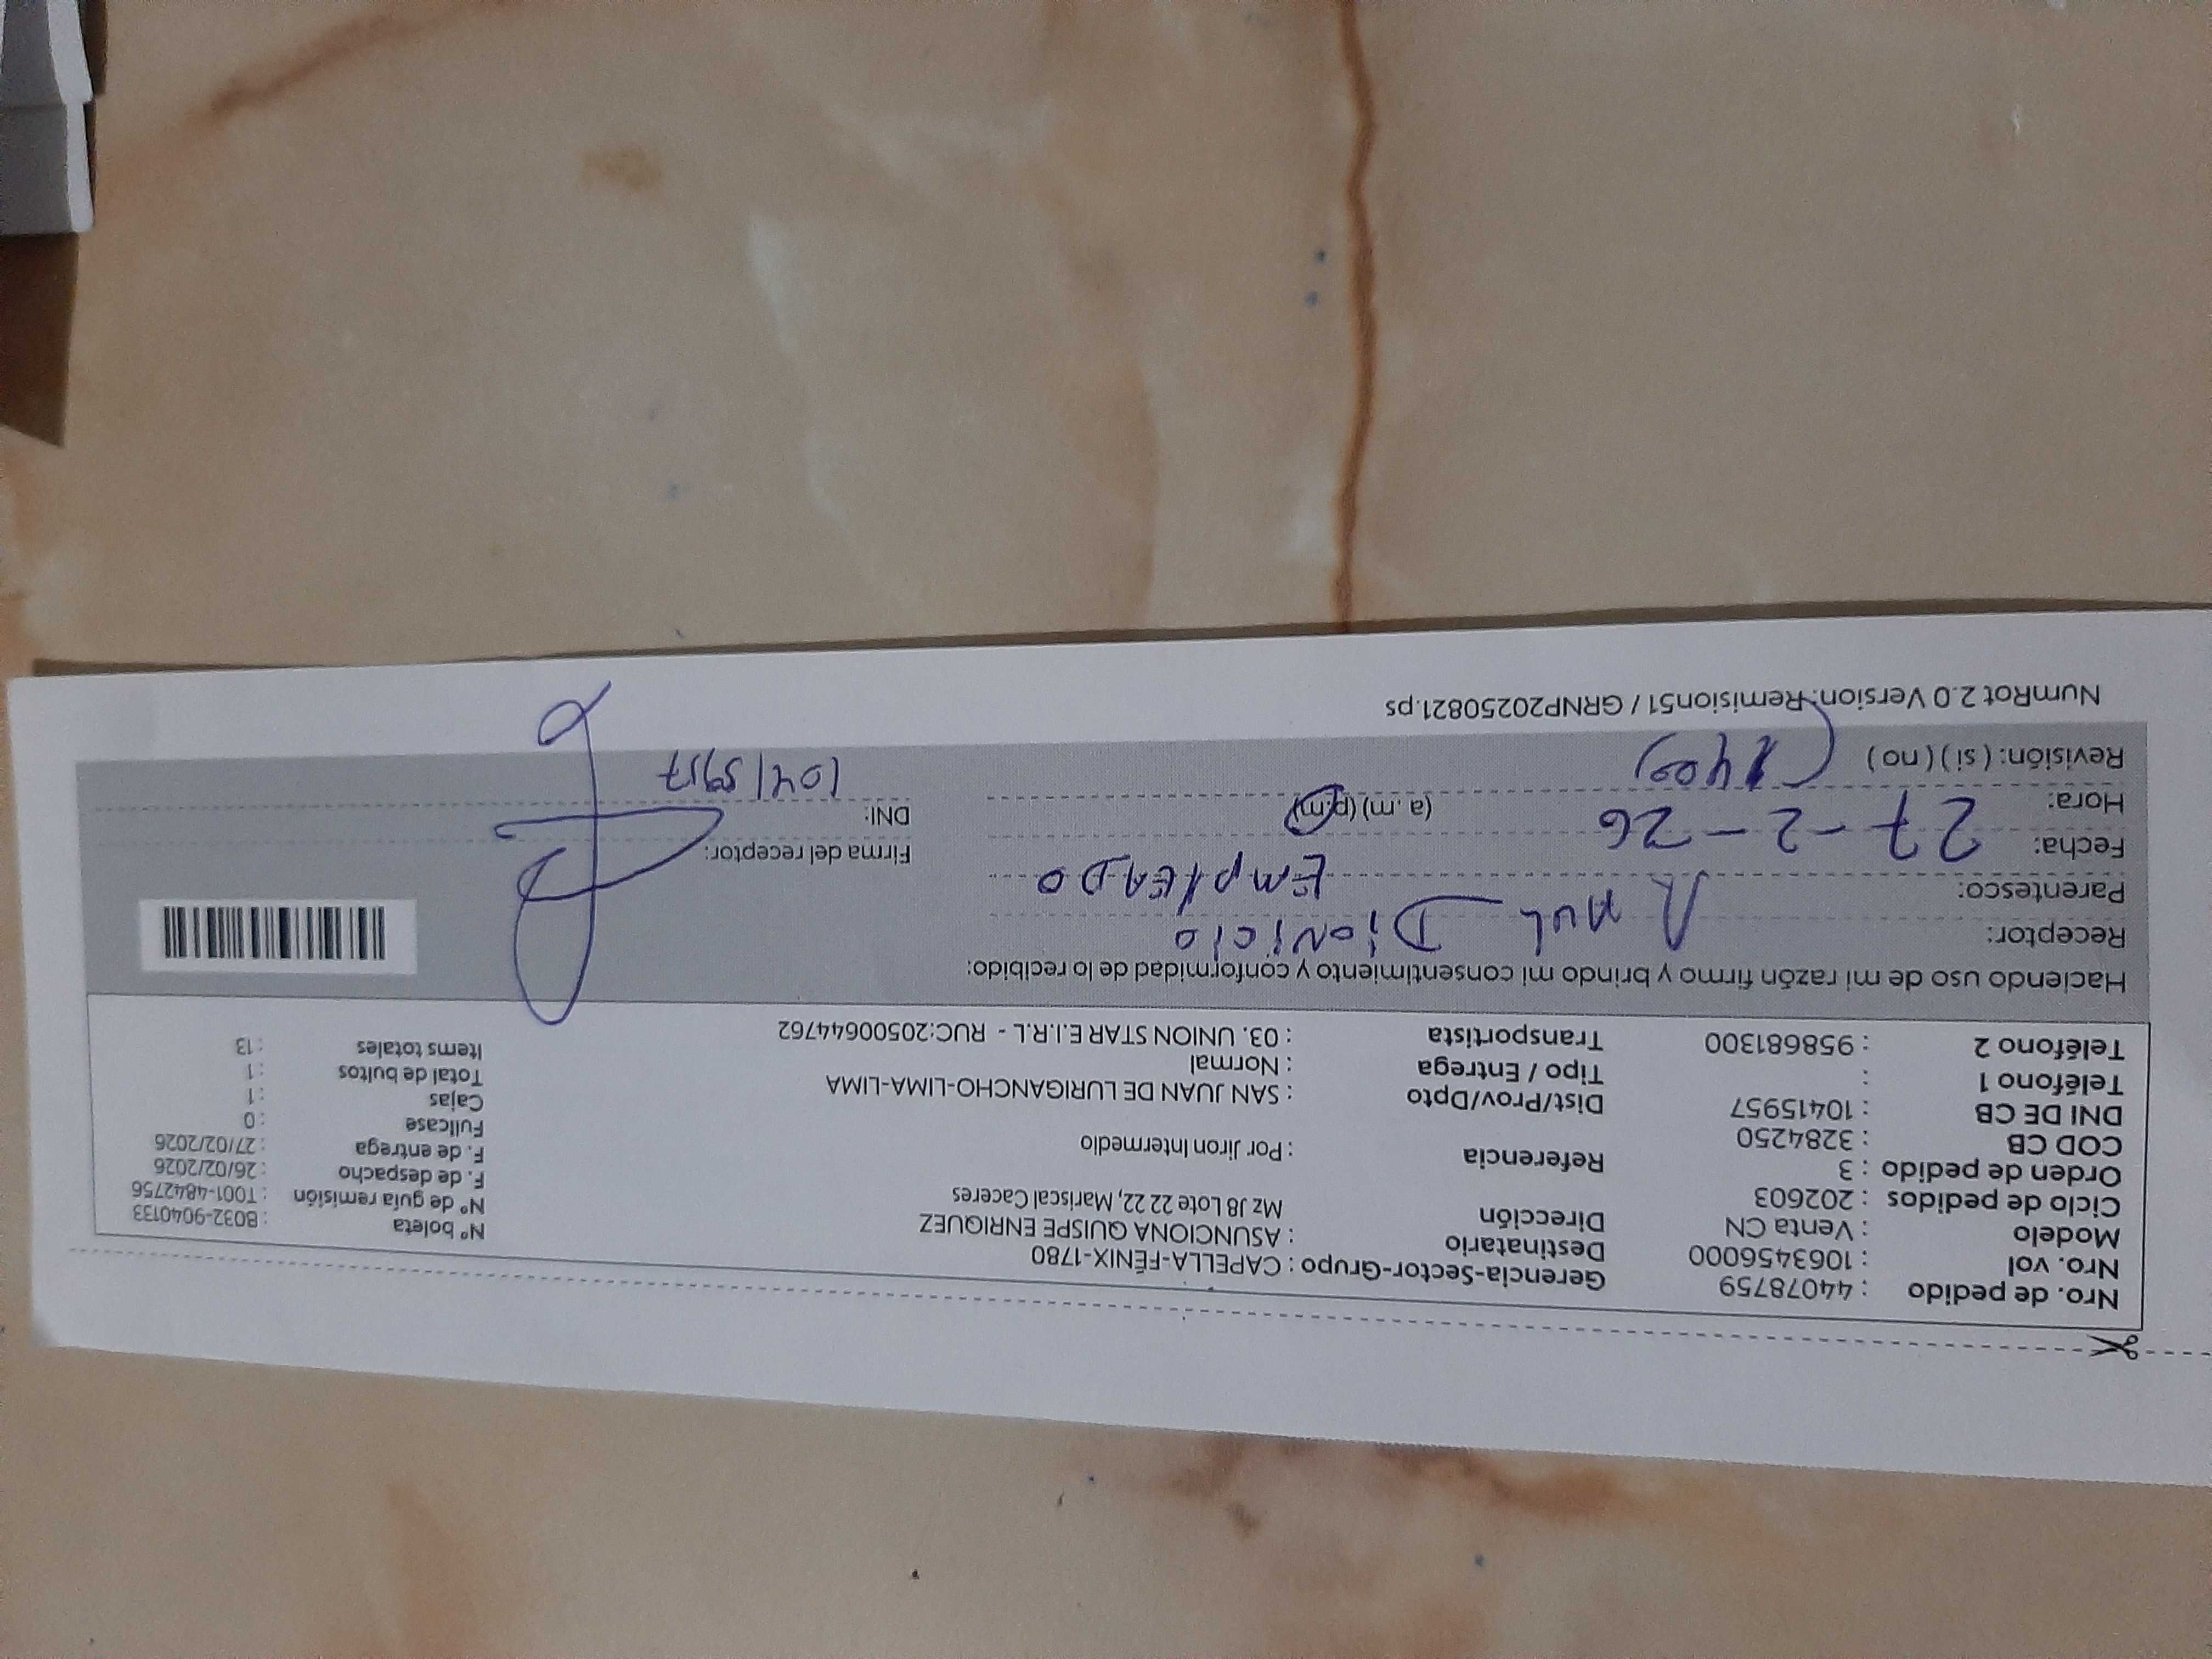 Nro. de pedido : 44078759 Gerencia-Sector-Grupo : CAPELLA-FÉNIX-1780
Nro. vol : 1063456000 Destinatario : ASUNCIONA QUISPE ENRIQUEZ Nº boleta : B032-9040133
Modelo : Venta CN Dirección Mz J8 Lote 22 22, Mariscal Caceres Nº de guía remisión : T001-4842756
Ciclo de pedidos : 202603 F. de despacho : 26/02/2026
Orden de pedido : 3 Referencia : Por Jiron Intermedio F. de entrega : 27/02/2026
COD CB : 3284250 Fullcase : 0
DNI DE CB : 10415957 Dist/Prov/Dpto : SAN JUAN DE LURIGANCHO-LIMA-LIMA Cajas : 1
Teléfono 1 : Tipo / Entrega : Normal Total de bultos : 1
Teléfono 2 : 958681300 Transportista : 03. UNION STAR E.I.R.L - RUC:20500644762 Items totales : 13
Haciendo uso de mi razón firmo y brindo mi consentimiento y conformidad de lo recibido:
Receptor: Dionicio
Parentesco: EmplEADO
Fecha: 27-2-26 Firma del receptor:
Hora: (a.m) (p.m) DNI:
Revisión: ( si ) ( no )
NumRot 2.0 Version:Remision51 / GRNP20250821.ps